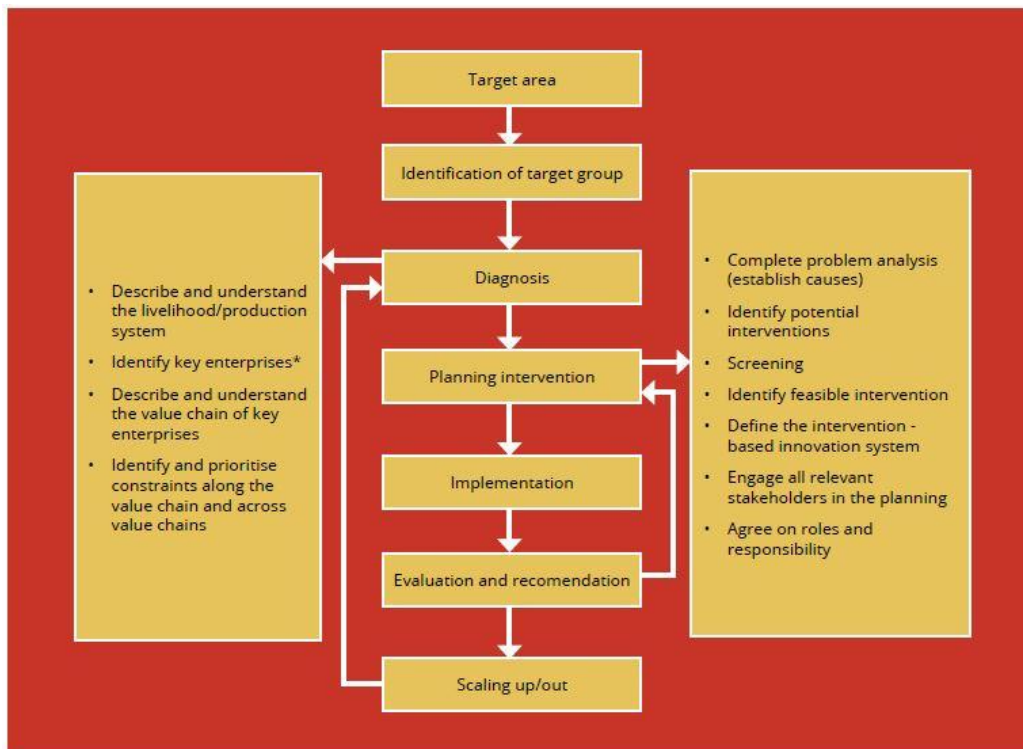 Target area
Identification of target group
Diagnosis
Planning intervention
Implementation
Evaluation and recomendation
Scaling up/out
• Describe and understand
the livelihood/production
system
• Identify key enterprises*
• Describe and understand
the value chain of key
enterprises
• Identify and prioritise
constraints along the
value chain and across
value chains
• Complete problem analysis
(establish causes)
• Identify potential
interventions
• Screening
• Identify feasible intervention
• Define the intervention -
based innovation system
• Engage all relevant
stakeholders in the planning
• Agree on roles and
responsibility